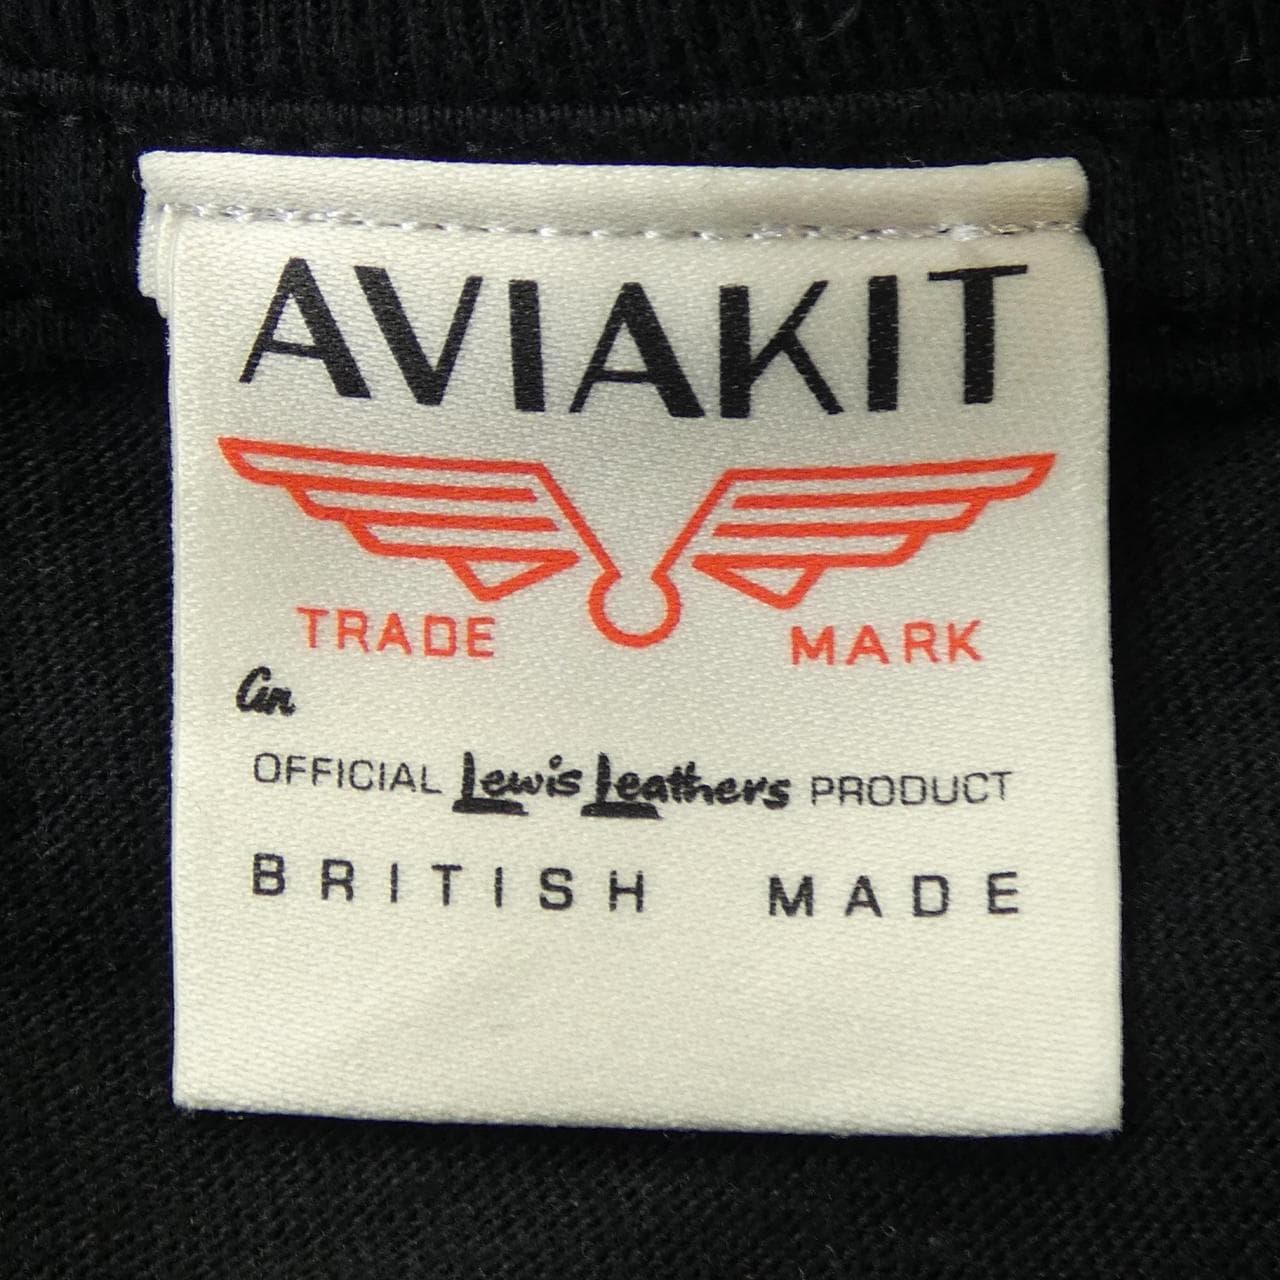 AVIAKIT
TRADE MARK
An
OFFICIAL Lewis Leathers PRODUCT
BRITISH MADE